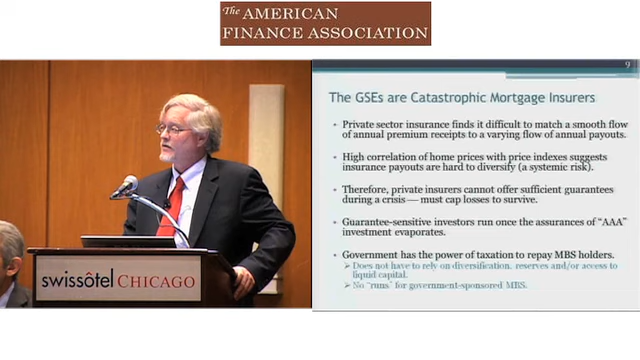 The AMERICAN
FINANCE ASSOCIATION
9
The GSEs are Catastrophic Mortgage Insurers
• Private sector insurance finds it difficult to match a smooth flow
of annual premium receipts to a varying flow of annual payouts.
• High correlation of home prices with price indexes suggests
insurance payouts are hard to diversify (a systemic risk).
• Therefore, private insurers cannot offer sufficient guarantees
during a crisis — must cap losses to survive.
• Guarantee-sensitive investors run once the assurances of “AAA”
investment evaporates.
• Government has the power of taxation to repay MBS holders.
➢ Does not have to rely on diversification, reserves and/or access to
liquid capital.
➢ No “runs” for government-sponsored MBS.
swissôtel CHICAGO